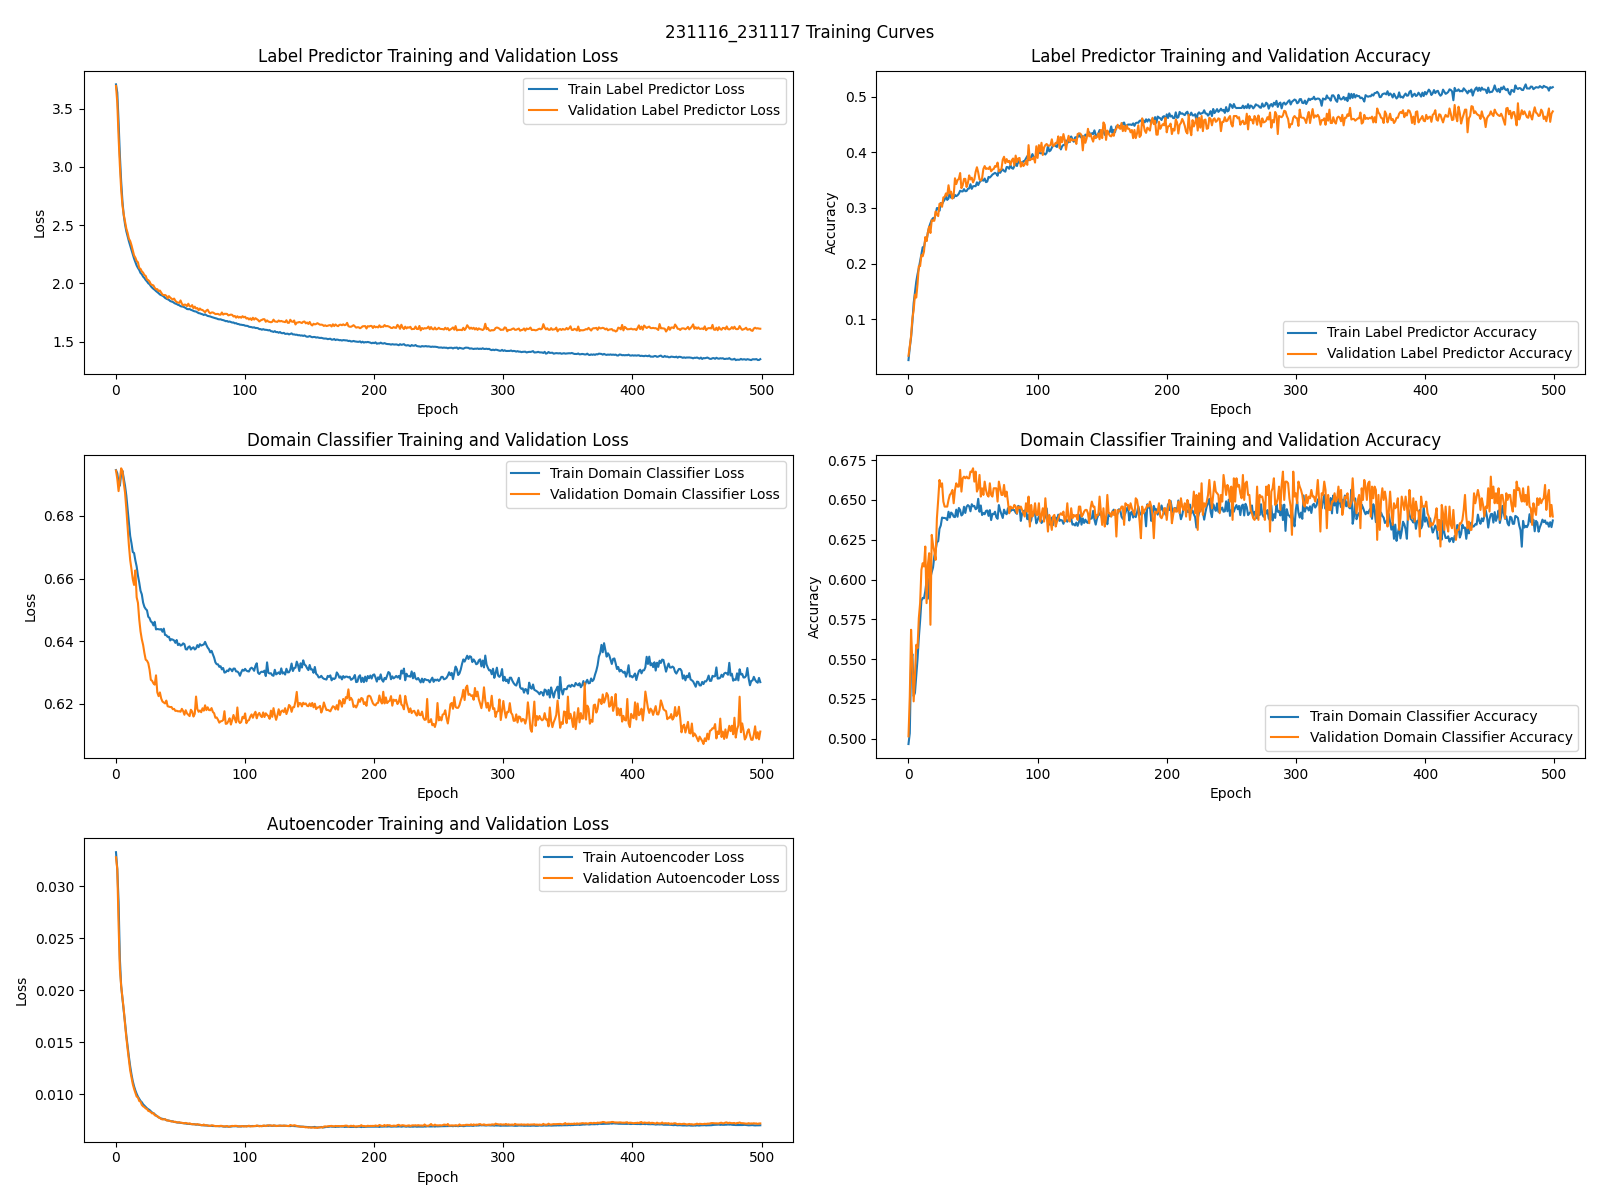 231116_231117 Training Curves
Label Predictor Training and Validation Loss
Train Label Predictor Loss
Validation Label Predictor Loss
3.5
3.0
2.5
2.0
1.5
Loss
0 100 200 300 400 500
Epoch
Label Predictor Training and Validation Accuracy
0.5
0.4
0.3
0.2
0.1
Accuracy
Train Label Predictor Accuracy
Validation Label Predictor Accuracy
0 100 200 300 400 500
Epoch
Domain Classifier Training and Validation Loss
Train Domain Classifier Loss
Validation Domain Classifier Loss
0.68
0.66
0.64
0.62
Loss
0 100 200 300 400 500
Epoch
Domain Classifier Training and Validation Accuracy
0.675
0.650
0.625
0.600
0.575
0.550
0.525
0.500
Accuracy
Train Domain Classifier Accuracy
Validation Domain Classifier Accuracy
0 100 200 300 400 500
Epoch
Autoencoder Training and Validation Loss
Train Autoencoder Loss
Validation Autoencoder Loss
0.030
0.025
0.020
0.015
0.010
Loss
0 100 200 300 400 500
Epoch